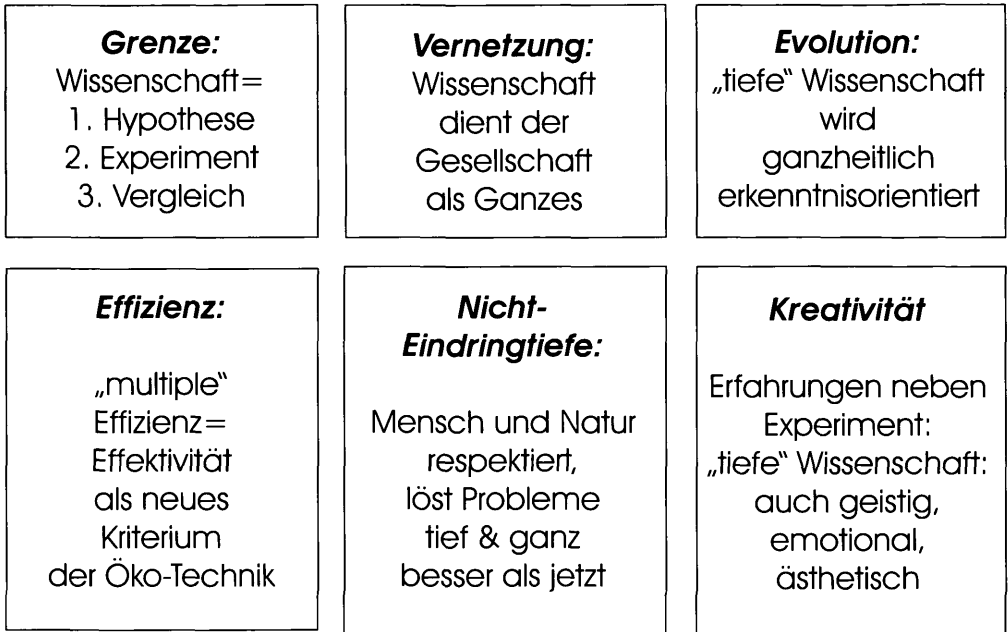 Grenze:
Wissenschaft=
1. Hypothese
2. Experiment
3. Vergleich
Vernetzung:
Wissenschaft
dient der
Gesellschaft
als Ganzes
Evolution:
„tiefe“ Wissenschaft
wird
ganzheitlich
erkenntnisorientiert
Effizienz:
„multiple“
Effizienz=
Effektivität
als neues
Kriterium
der Öko-Technik
Nicht-
Eindringtiefe:
Mensch und Natur
respektiert,
löst Probleme
tief & ganz
besser als jetzt
Kreativität
Erfahrungen neben
Experiment:
„tiefe“ Wissenschaft:
auch geistig,
emotional,
ästhetisch